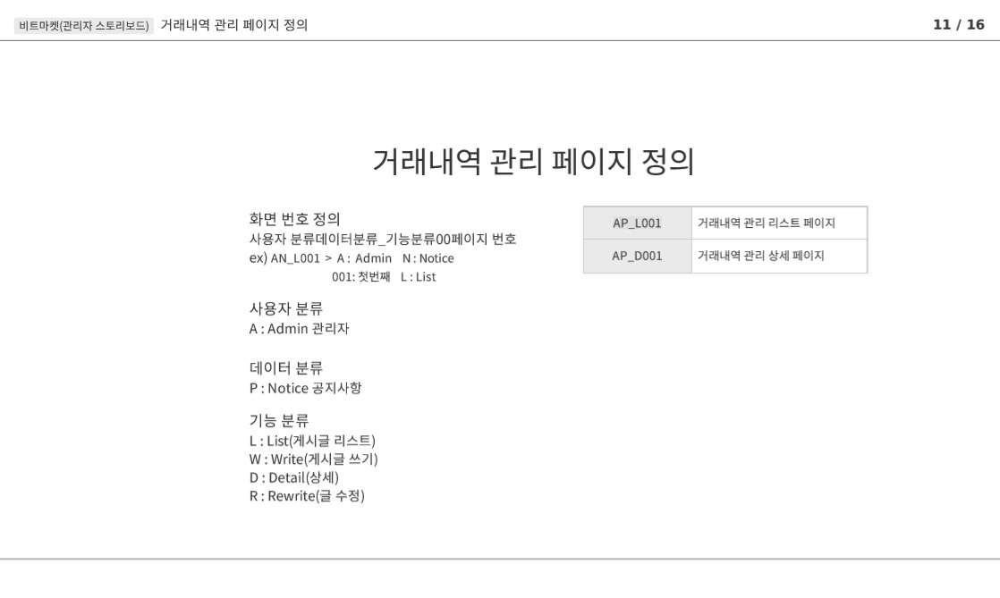 비트마켓(관리자 스토리보드) 거래내역 관리 페이지 정의
11 / 16
거래내역 관리 페이지 정의
화면 번호 정의
사용자 분류데이터분류_기능분류00페이지 번호
ex) AN_L001 > A : Admin N : Notice
001: 첫번째 L : List
사용자 분류
A : Admin 관리자
데이터 분류
P : Notice 공지사항
기능 분류
L : List(게시글 리스트)
W : Write(게시글 쓰기)
D : Detail(상세)
R : Rewrite(글 수정)
AP_L001 거래내역 관리 리스트 페이지
AP_D001 거래내역 관리 상세 페이지